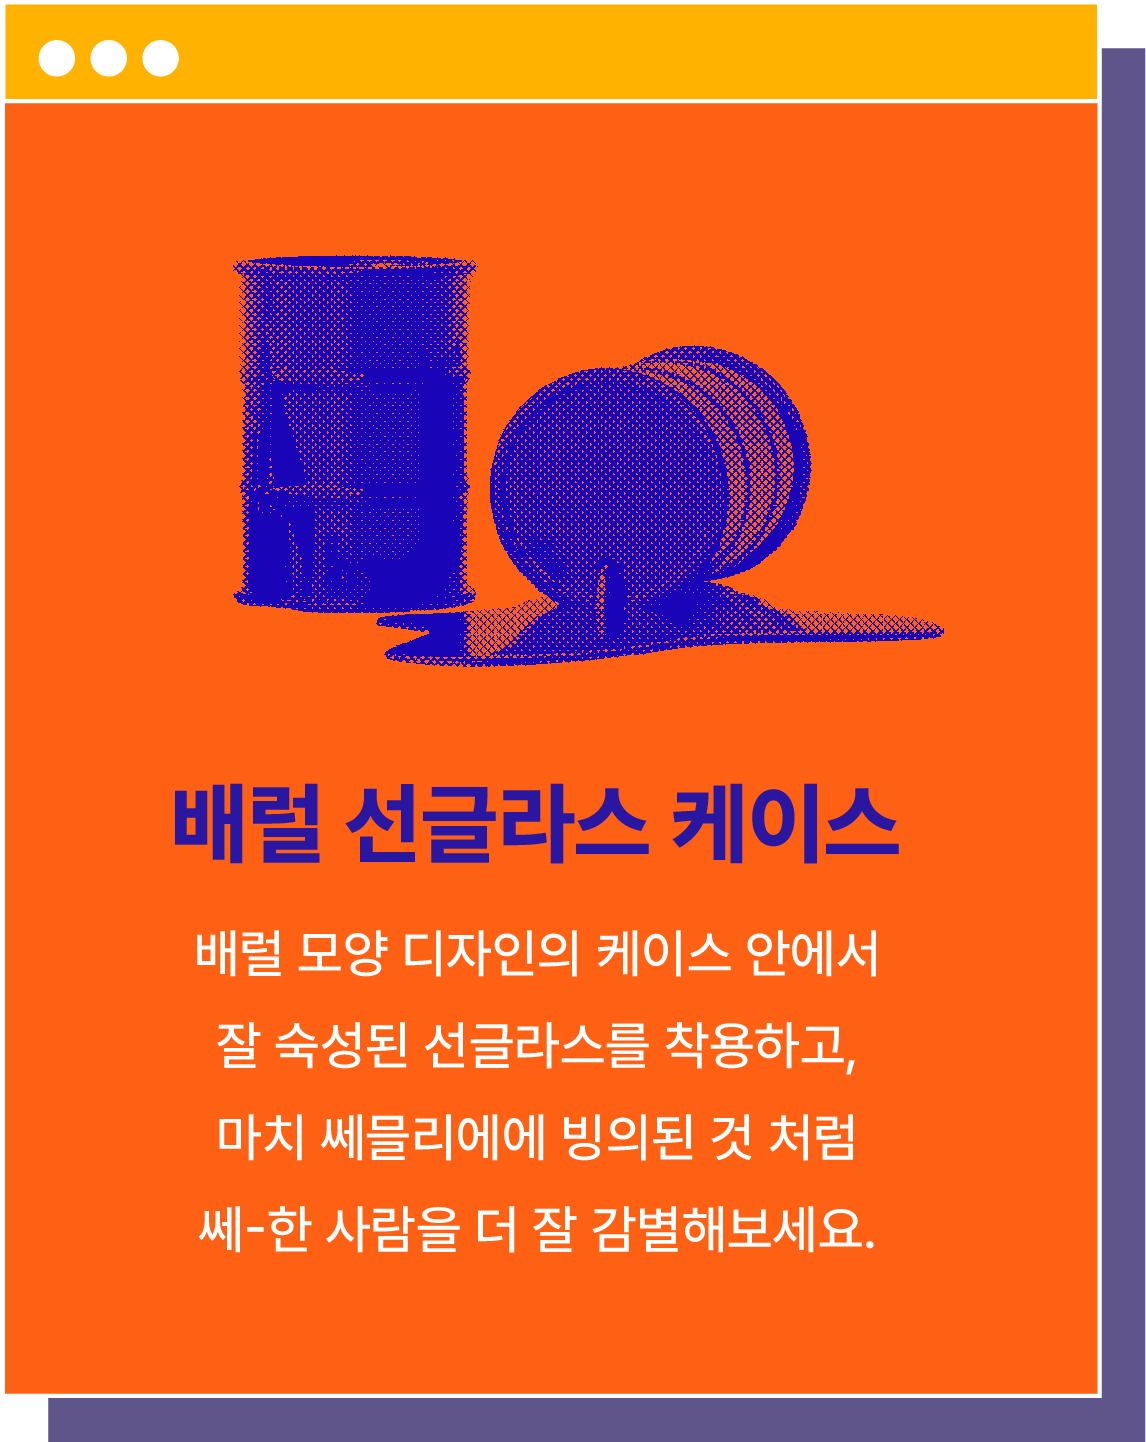 배럴 선글라스 케이스
배럴 모양 디자인의 케이스 안에서
잘 숙성된 선글라스를 착용하고,
마치 쎄믈리에에 빙의된 것 처럼
쎄-한 사람을 더 잘 감별해보세요.